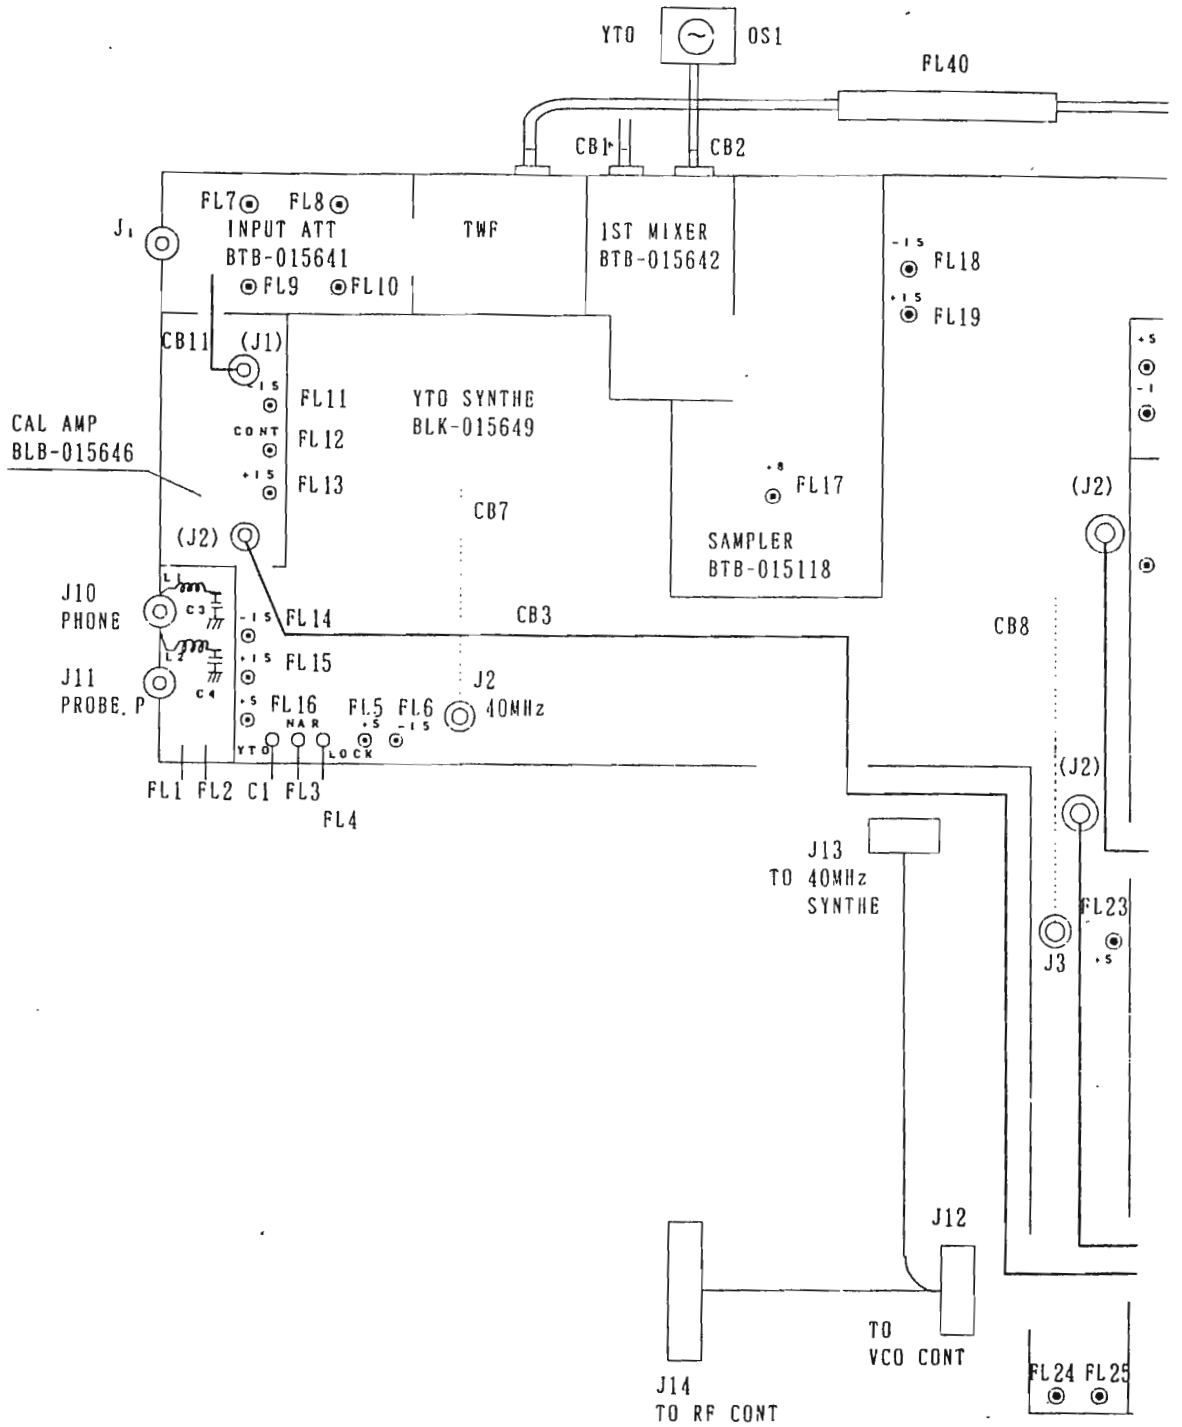 YTO
OS1
FL40
CB1
CB2
FL7
FL8
J1
INPUT ATT
BTB-015641
TWF
1ST MIXER
BTB-015642
-15
FL18
FL9
FL10
+15
FL19
CB11
(J1)
+5
-15
FL11
-1
CAL AMP
BLB-015646
CONT
FL12
YTO SYNTHE
BLK-015649
+15
FL13
+8
FL17
(J2)
CB7
(J2)
SAMPLER
BTB-015118
L1
J10
PHONE
C3
-15
FL14
CB3
CB8
L2
+15
FL15
J11
PROBE.P
C4
+5
FL16
NAR
FL5
+5
FL6
-15
J2
40MHz
YTO
LOCK
(J2)
FL1
FL2
C1
FL3
FL4
J13
TO 40MHz
SYNTHE
FL23
+5
J3
J12
TO
VCO CONT
J14
TO RF CONT
FL24
FL25